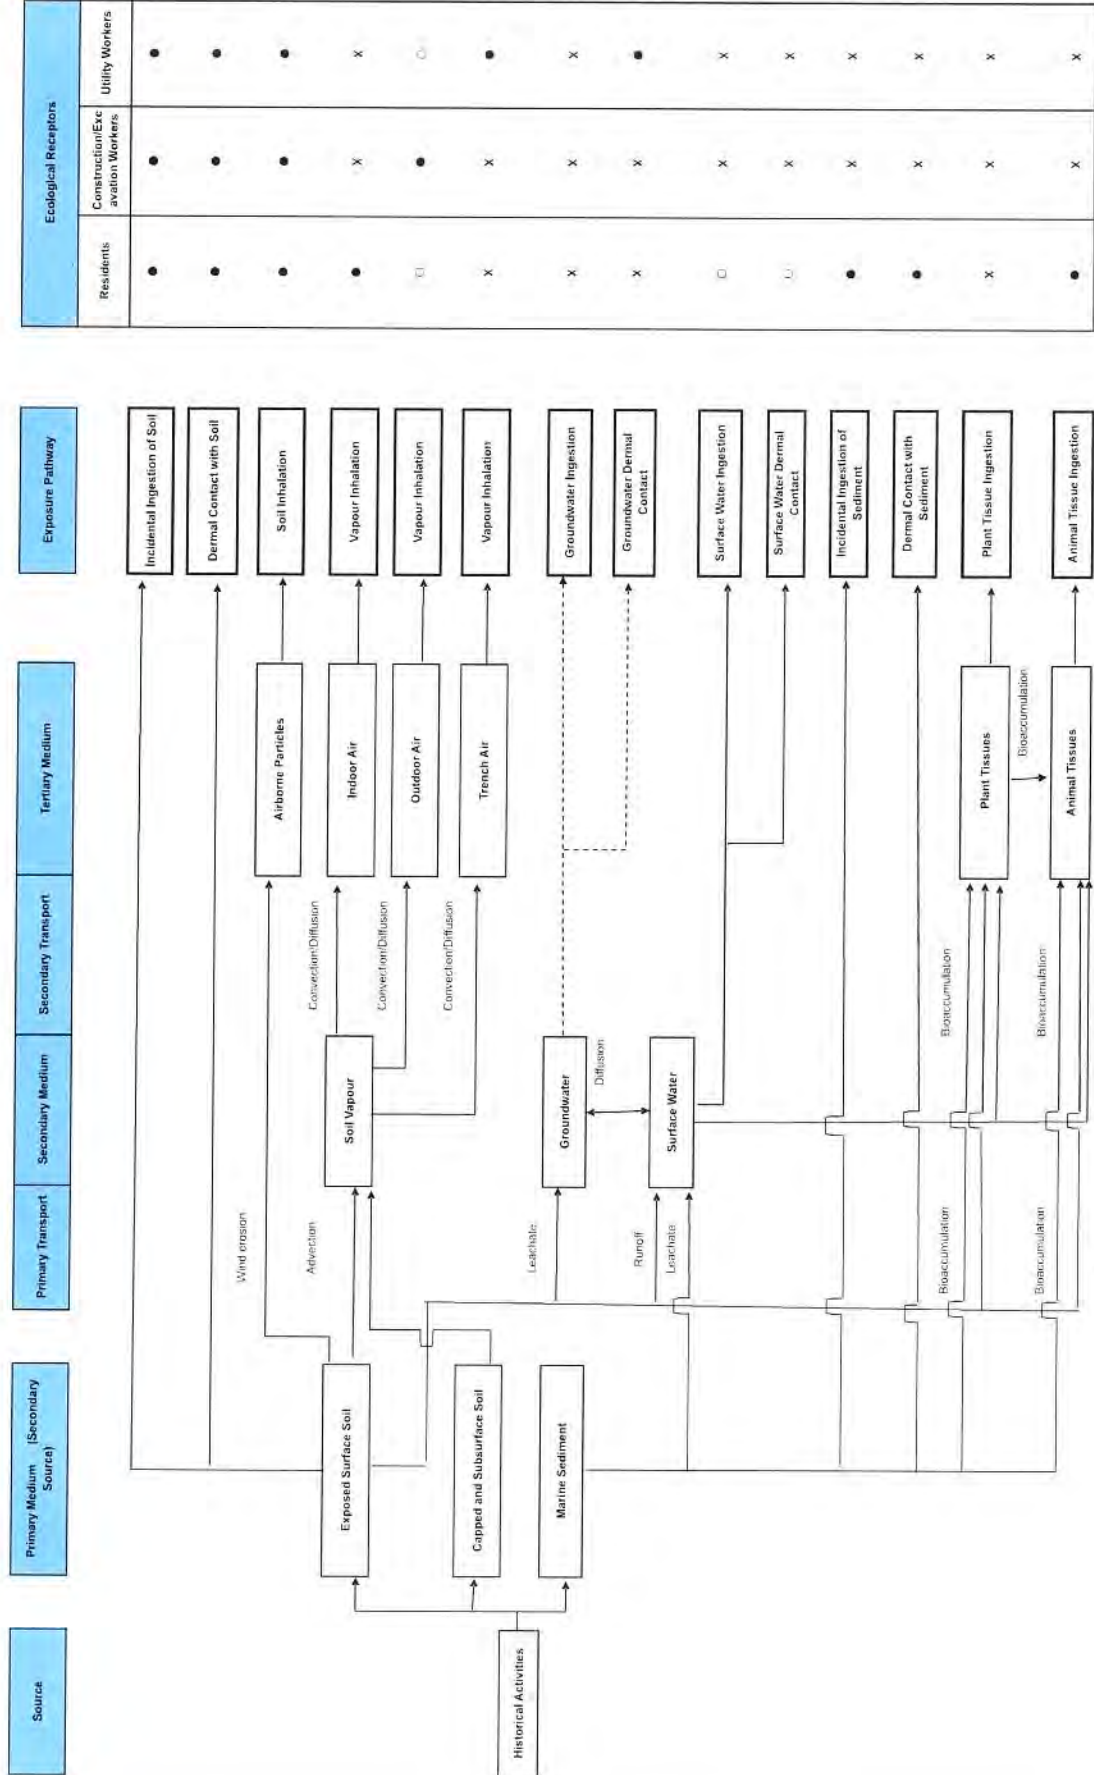 Source
Primary Medium (Secondary
Source)
Primary Transport
Secondary Medium
Secondary Transport
Tertiary Medium
Exposure Pathway
Ecological Receptors
Residents
Construction/Exc
avation Workers
Utility Workers
Historical Activities
Exposed Surface Soil
Capped and Subsurface Soil
Marine Sediment
Wind erosion
Advection
Leachate
Runoff
Leachate
Bioaccumulation
Bioaccumulation
Soil Vapour
Groundwater
Diffusion
Surface Water
Convection/Diffusion
Convection/Diffusion
Convection/Diffusion
Bioaccumulation
Bioaccumulation
Airborne Particles
Indoor Air
Outdoor Air
Trench Air
Plant Tissues
Bioaccumulation
Animal Tissues
Incidental Ingestion of Soil ● ● ●
Dermal Contact with Soil ● ● ●
Soil Inhalation ● ● ●
Vapour Inhalation ● x x
Vapour Inhalation ○ ● ○
Vapour Inhalation x x ●
Groundwater Ingestion x x x
Groundwater Dermal
Contact x x ●
Surface Water Ingestion ○ x x
Surface Water Dermal
Contact ○ x x
Incidental Ingestion of
Sediment ● x x
Dermal Contact with
Sediment ● x x
Plant Tissue Ingestion x x x
Animal Tissue Ingestion ● x x